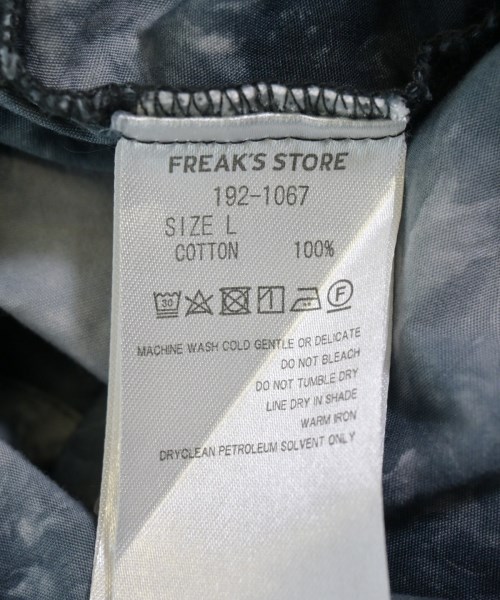 FREAK'S STORE
192-1067
SIZE L
COTTON 100%
30 F
MACHINE WASH COLD GENTLE OR DELICATE
DO NOT BLEACH
DO NOT TUMBLE DRY
LINE DRY IN SHADE
WARM IRON
DRYCLEAN PETROLEUM SOLVENT ONLY